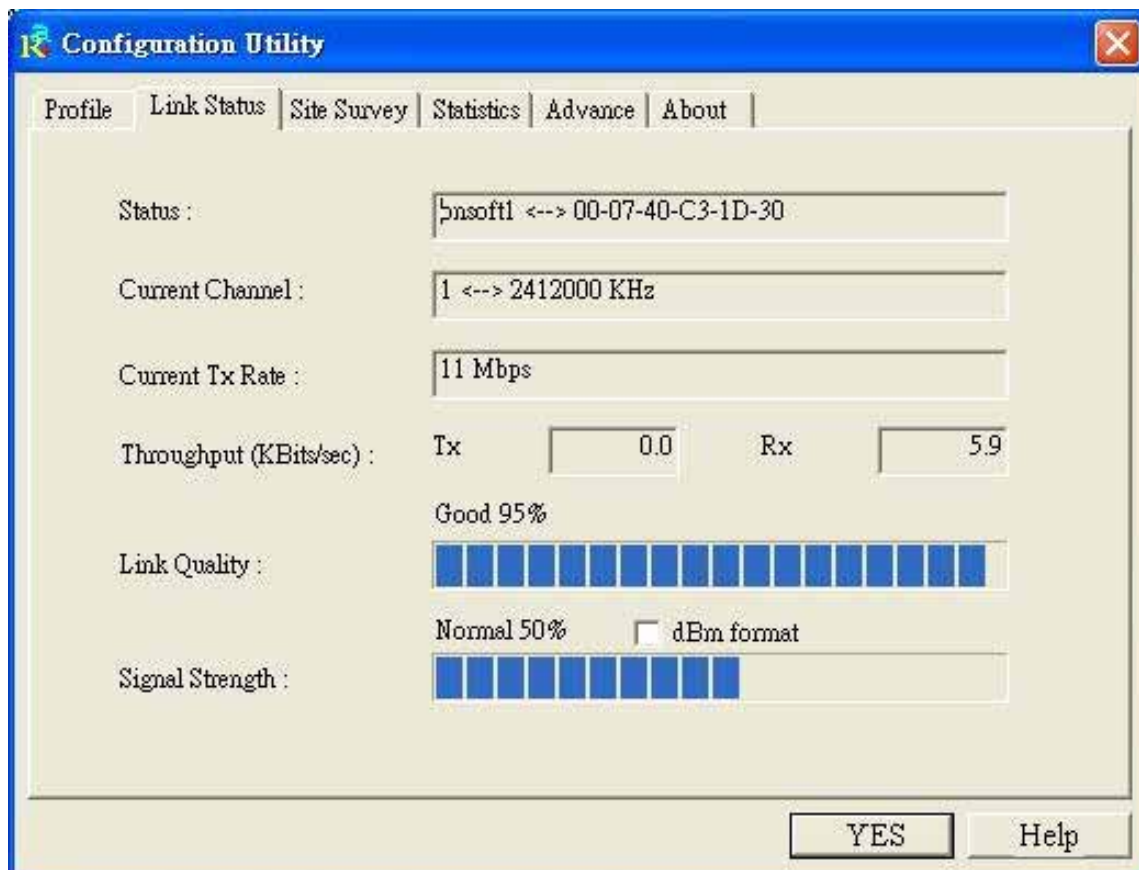 Configuration Utility
Profile Link Status Site Survey Statistics Advance About
Status : <--> 00-07-40-C3-1D-30
Current Channel : 1 <--> 2412000 KHz
Current Tx Rate : 11 Mbps
Throughput (KBits/sec) : Tx 0.0 Rx 5.9
Good 95%
Link Quality :
Normal 50% dBm format
Signal Strength :
YES Help